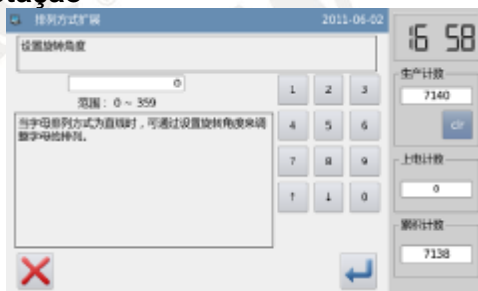 tação
排列方式扩展 2011-06-02
设置旋转角度
0
范围：0 ~ 359
当字母排列方式为直线时，可通过设置旋转角度来调
整字母的排列。
1 2 3
4 5 6
7 8 9
↑ ↓ 0
16 58
生产计数
7140
clr
上电计数
0
累积计数
7138